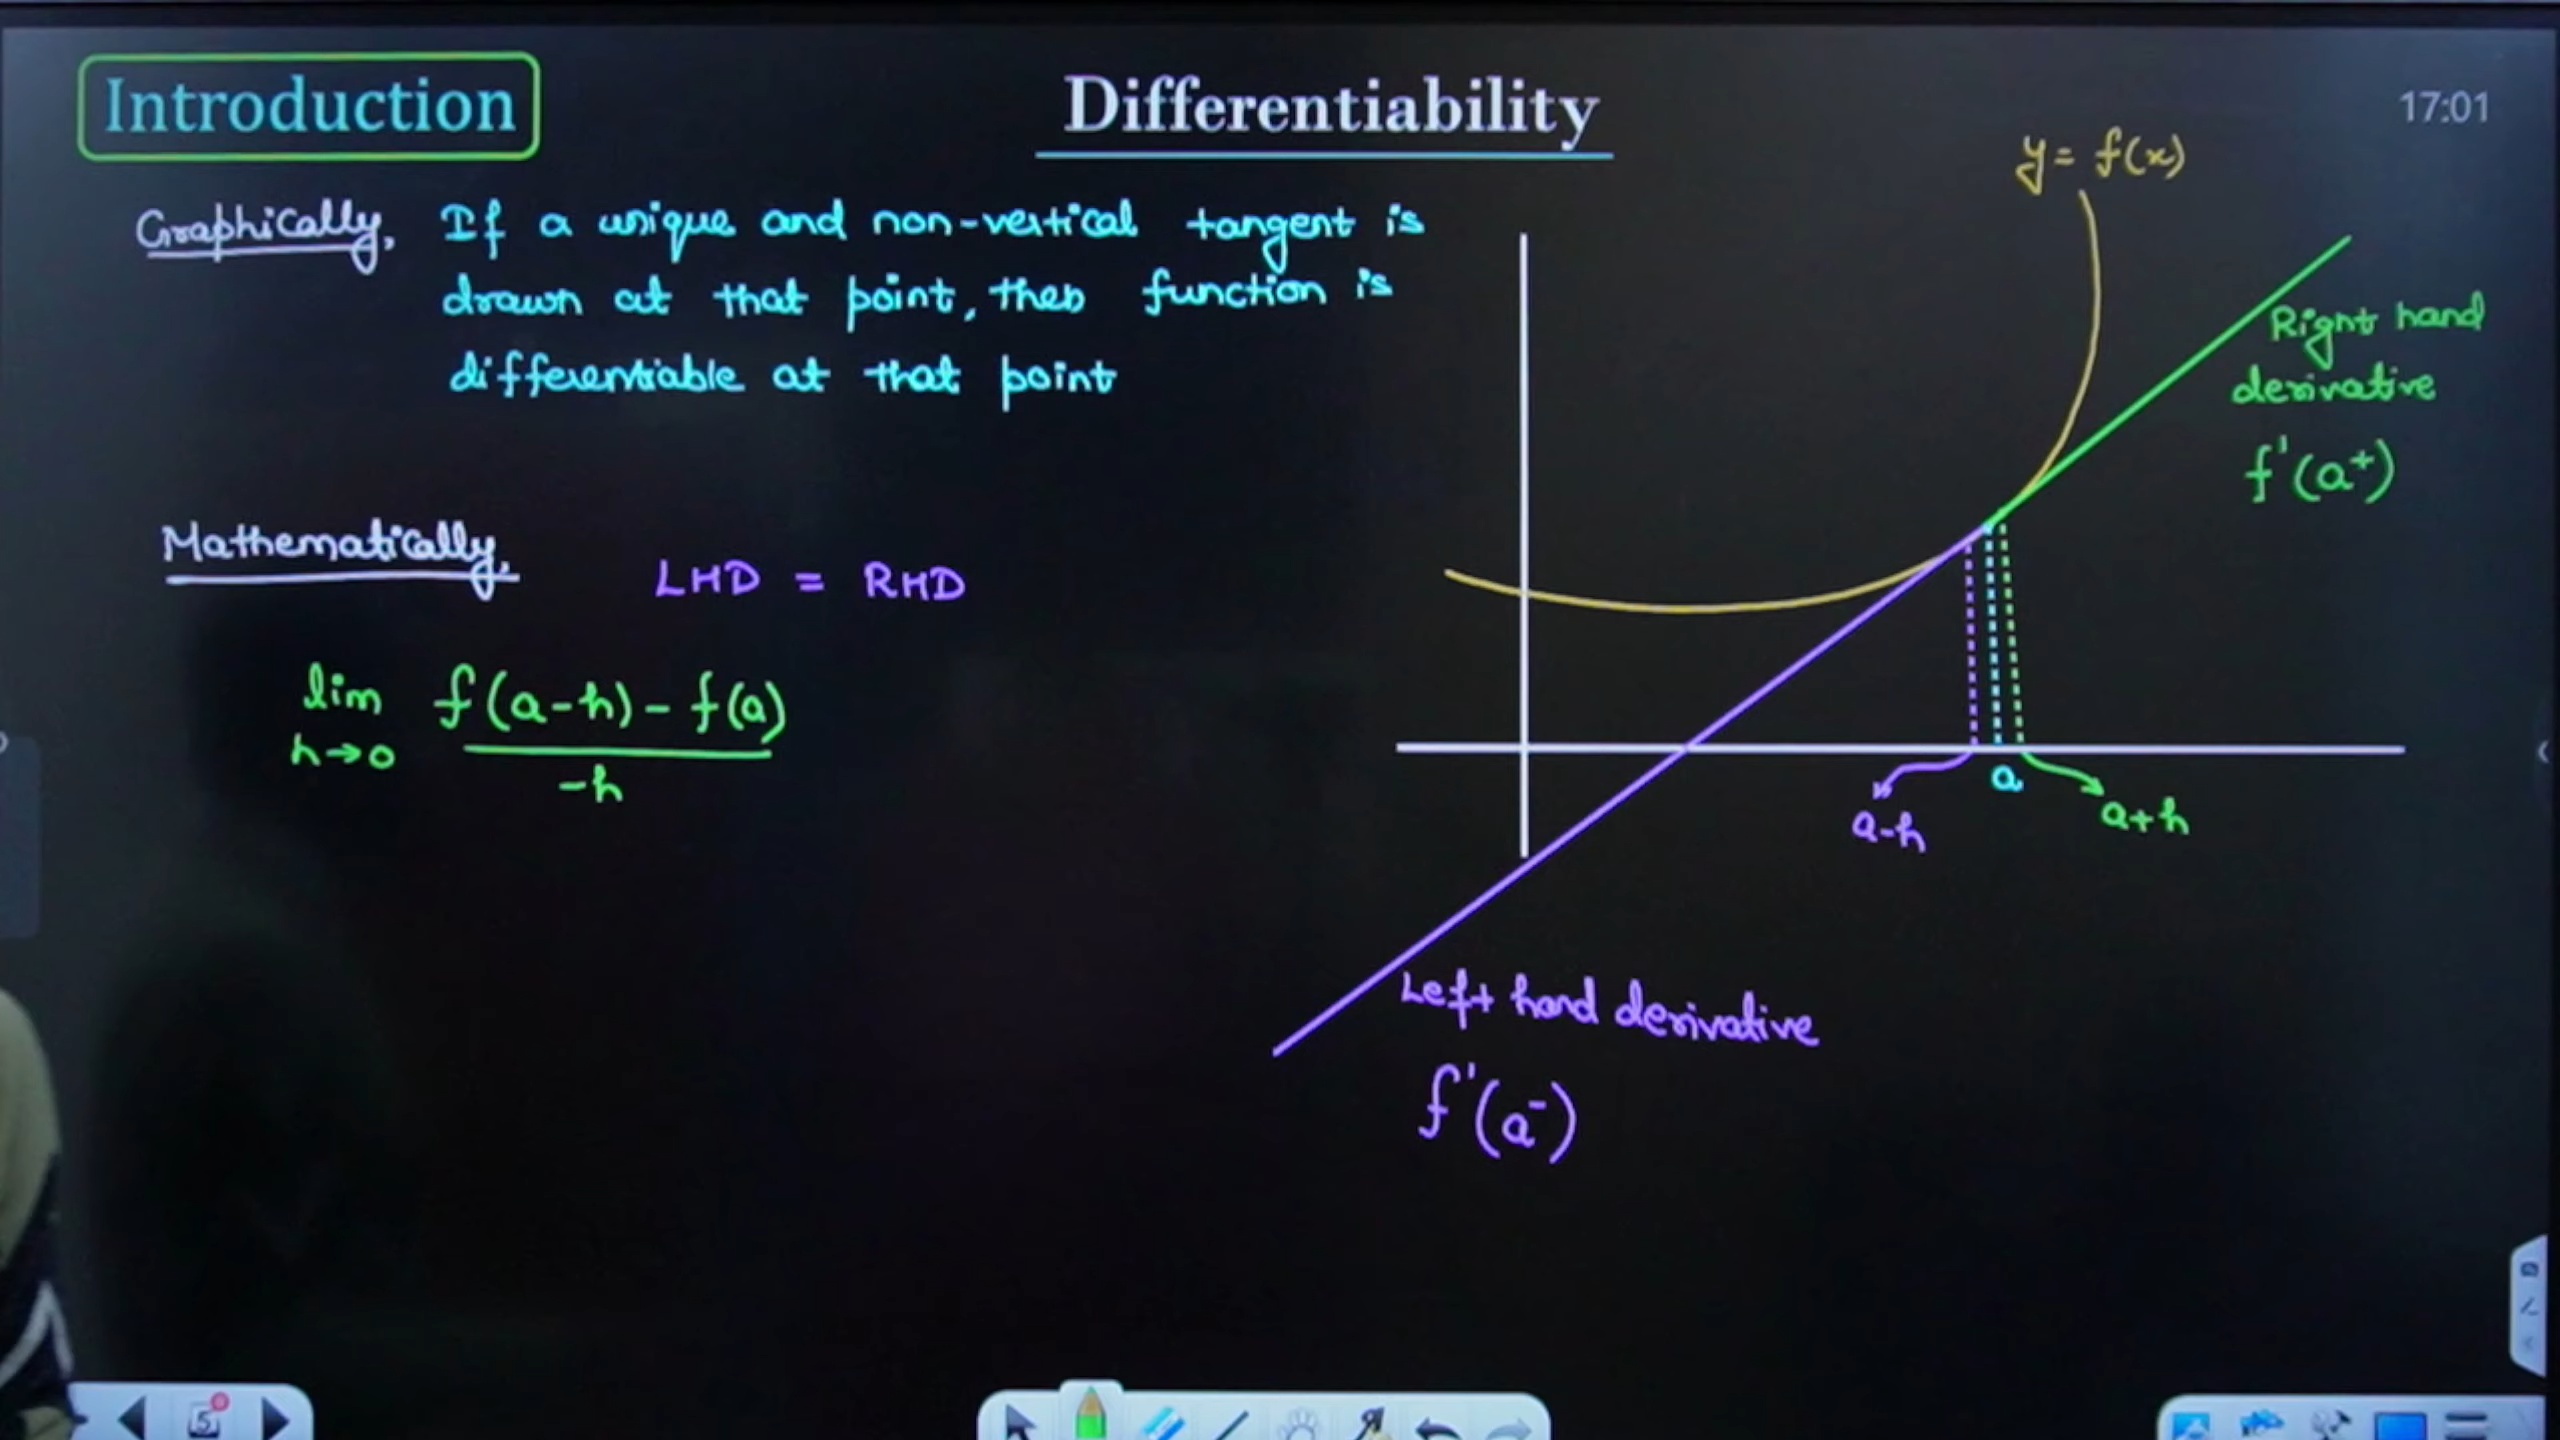 Introduction
Differentiability
17:01
Graphically, If a unique and non-vertical tangent is
drawn at that point, then function is
differentiable at that point
Mathematically,
LHD = RHD
lim f(a-h) - f(a)
h→0 -h
y = f(x)
Right hand
derivative
f'(a⁺)
a-h
a
a+h
Left hand derivative
f'(a⁻)
5